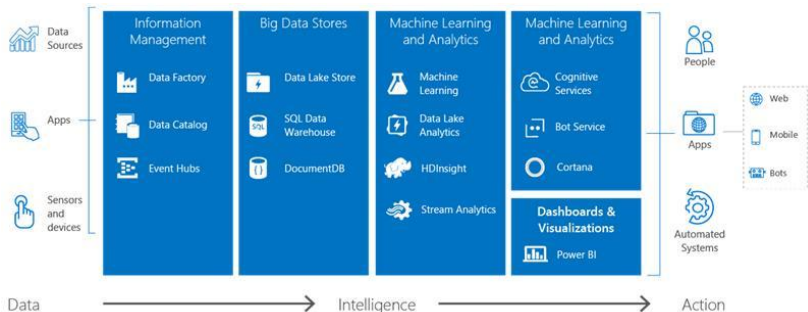 Data
Sources
Apps
Sensors
and
devices
Information
Management
Data Factory
Data Catalog
Event Hubs
Big Data Stores
Data Lake Store
SQL
SQL Data
Warehouse
DocumentDB
Machine Learning
and Analytics
Machine
Learning
Data Lake
Analytics
HDInsight
Stream Analytics
Machine Learning
and Analytics
Cognitive
Services
Bot Service
Cortana
Dashboards &
Visualizations
Power BI
People
Apps
Automated
Systems
Web
Mobile
Bots
Data
Intelligence
Action